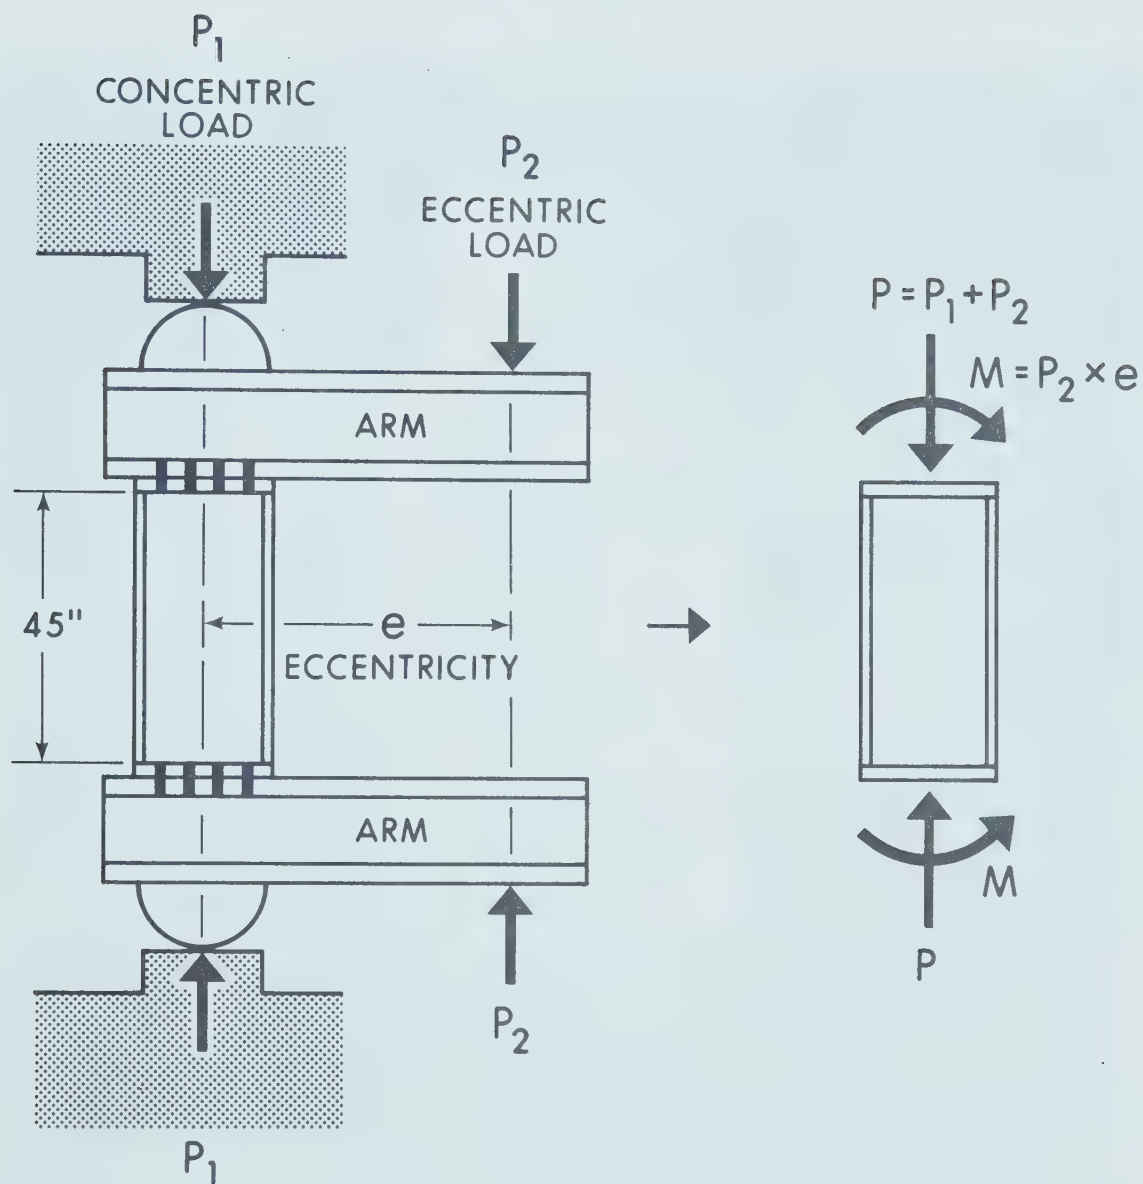 P₁
CONCENTRIC
LOAD
P₂
ECCENTRIC
LOAD
ARM
45"
e
ECCENTRICITY
ARM
P₂
P₁
P = P₁ + P₂
M = P₂ × e
M
P